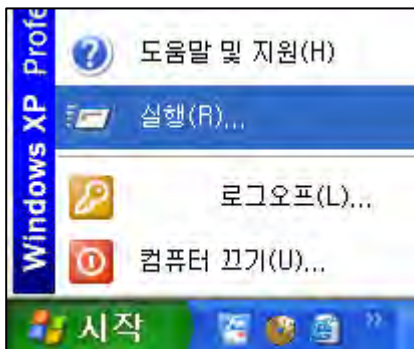 Windows XP Profe
도움말 및 지원(H)
실행(R)...
로그오프(L)...
컴퓨터 끄기(U)...
시작